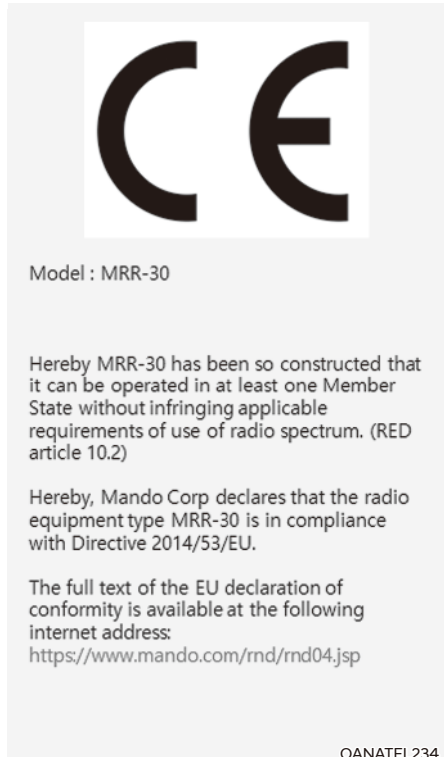 CE
Model : MRR-30
Hereby MRR-30 has been so constructed that
it can be operated in at least one Member
State without infringing applicable
requirements of use of radio spectrum. (RED
article 10.2)
Hereby, Mando Corp declares that the radio
equipment type MRR-30 is in compliance
with Directive 2014/53/EU.
The full text of the EU declaration of
conformity is available at the following
internet address:
https://www.mando.com/rnd/rnd04.jsp
OANATEL234